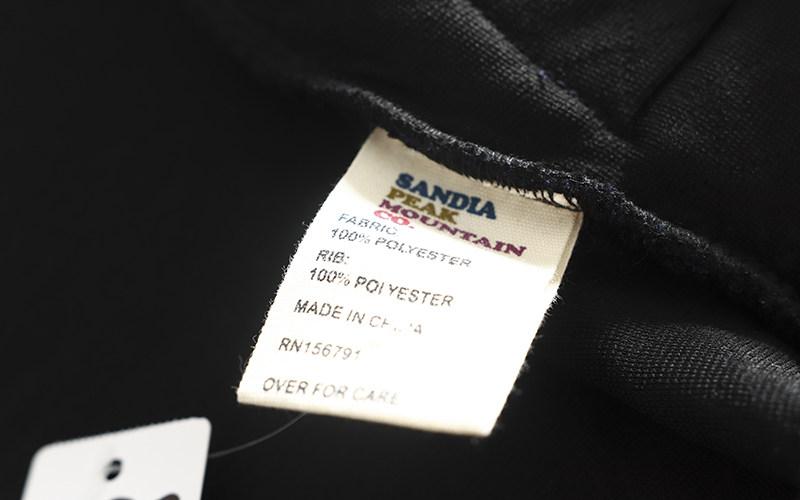 SANDIA
PEAK
MOUNTAIN
CO.
FABRIC
100% POLYESTER
RIB:
100% POLYESTER
MADE IN CHINA
RN156791
OVER FOR CARE